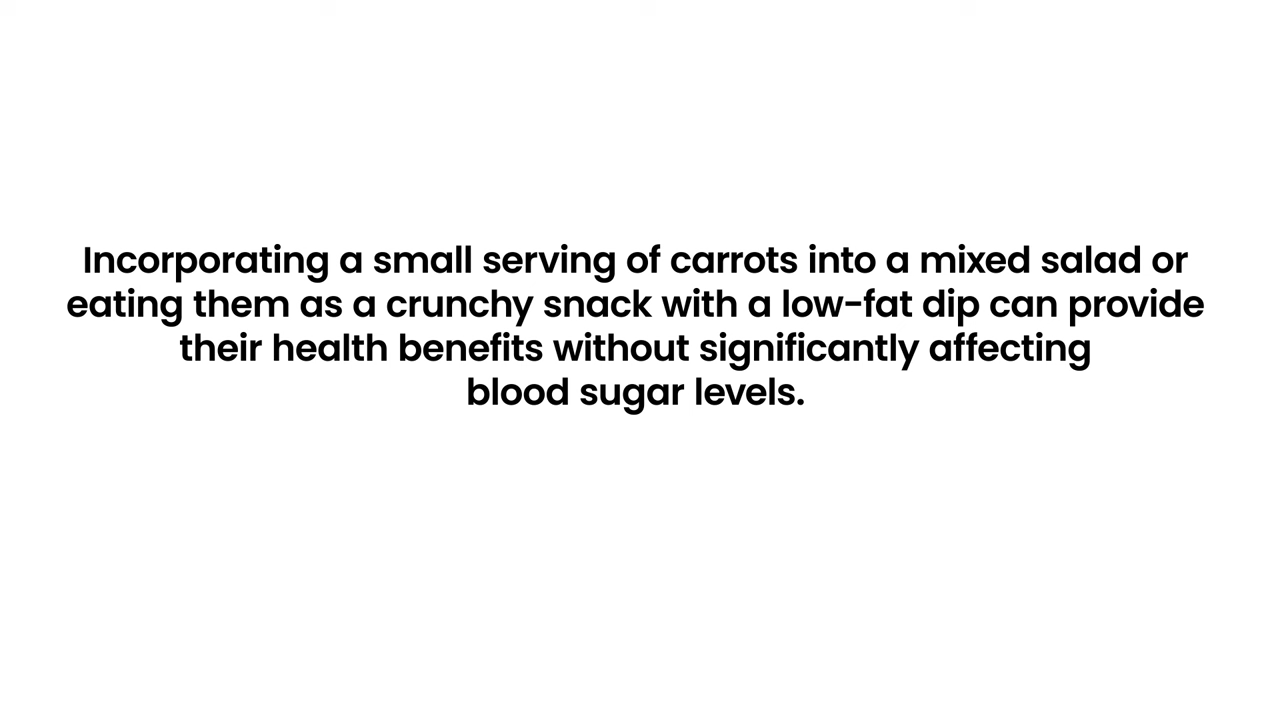 Incorporating a small serving of carrots into a mixed salad or
eating them as a crunchy snack with a low-fat dip can provide
their health benefits without significantly affecting
blood sugar levels.